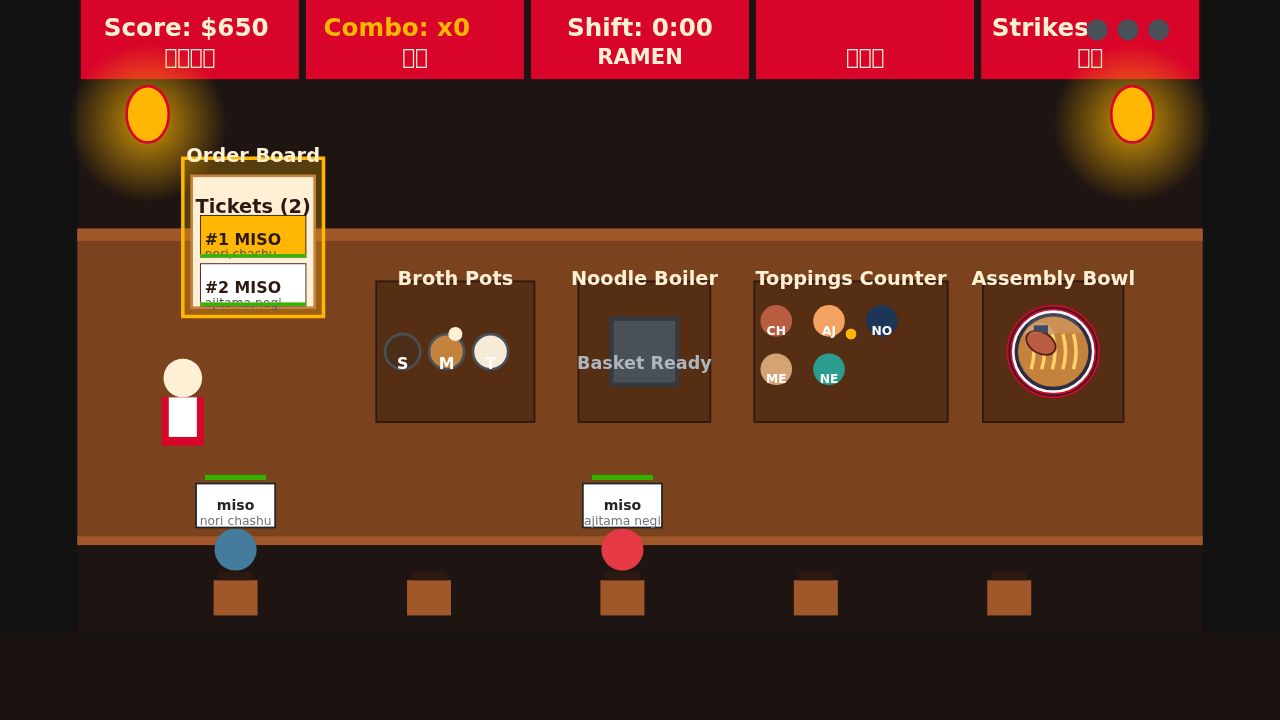 Score: $650
Combo: x0
Shift: 0:00
RAMEN
Strikes
Order Board
Tickets (2)
#1 MISO
nori,chashu
#2 MISO
ajitama,negi
Broth Pots
S
M
T
Noodle Boiler
Basket Ready
Toppings Counter
CH
AJ
NO
ME
NE
Assembly Bowl
miso
nori chashu
miso
ajitama negi